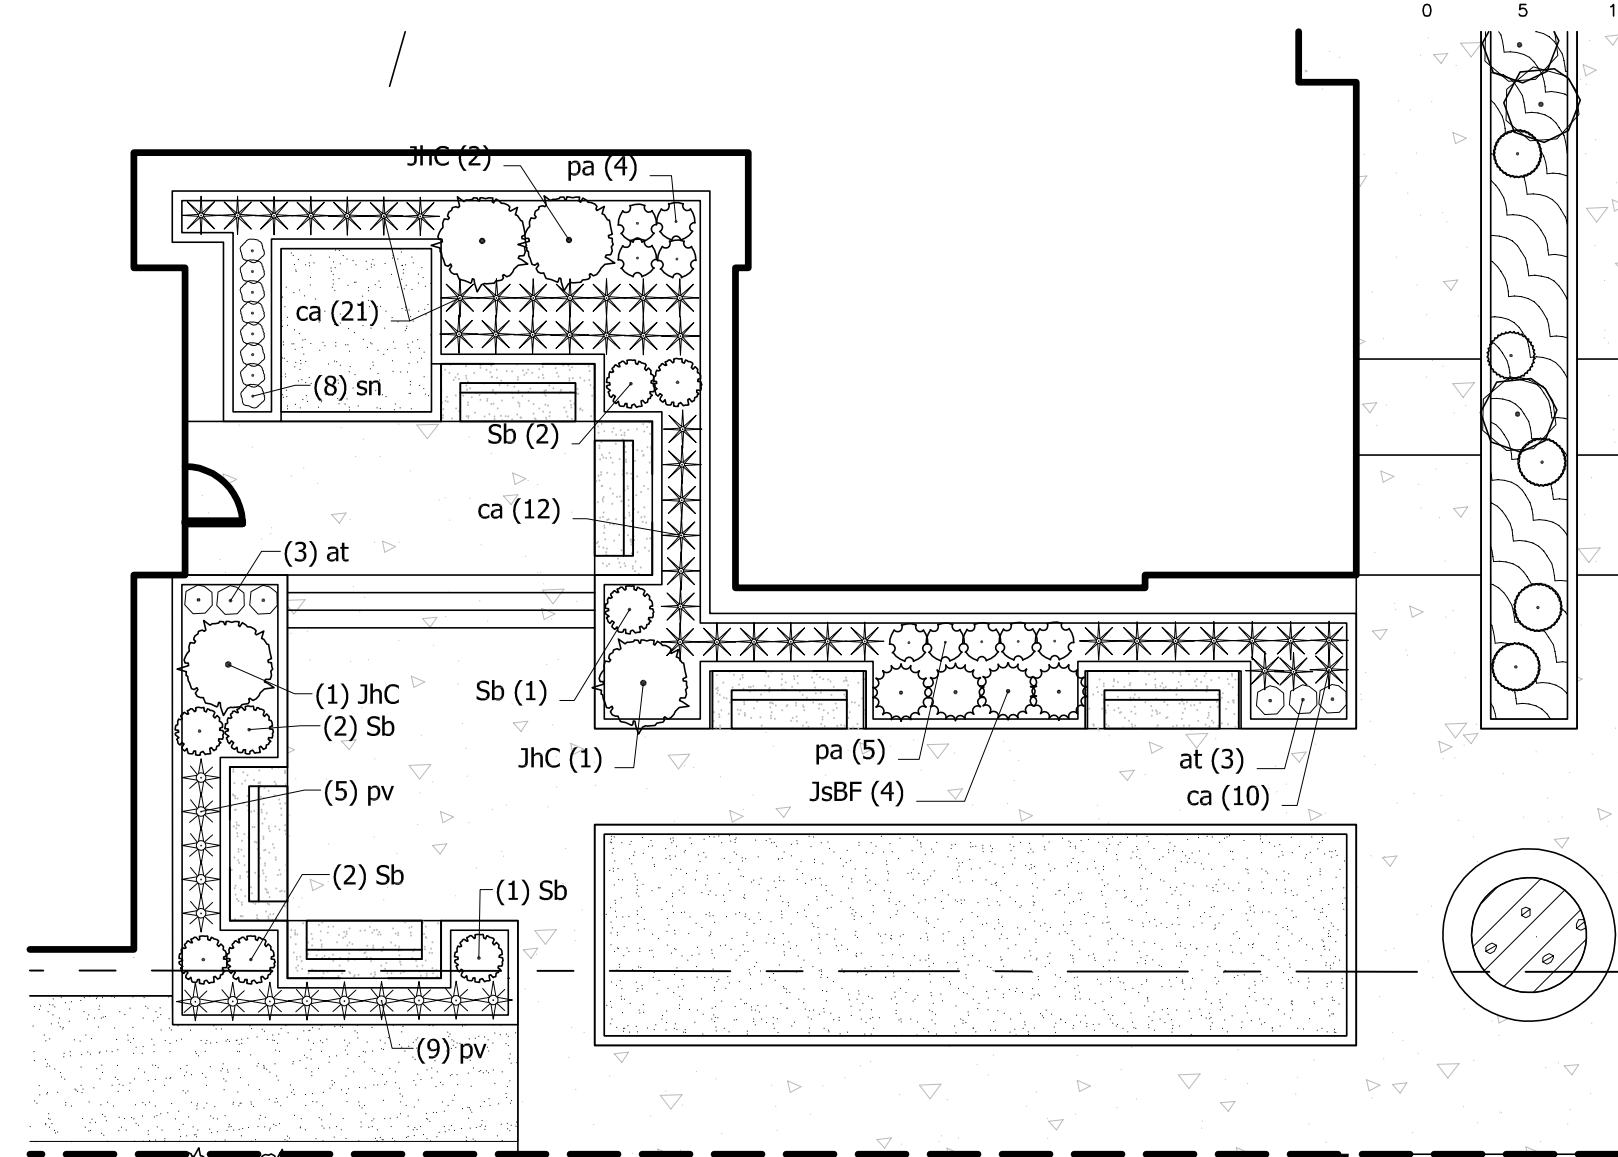 0 5 1
JhC (2)
pa (4)
ca (21)
(8) sn
Sb (2)
ca (12)
(3) at
(1) JhC
Sb (1)
(2) Sb
JhC (1)
pa (5)
at (3)
(5) pv
JsBF (4)
ca (10)
(2) Sb
(1) Sb
(9) pv